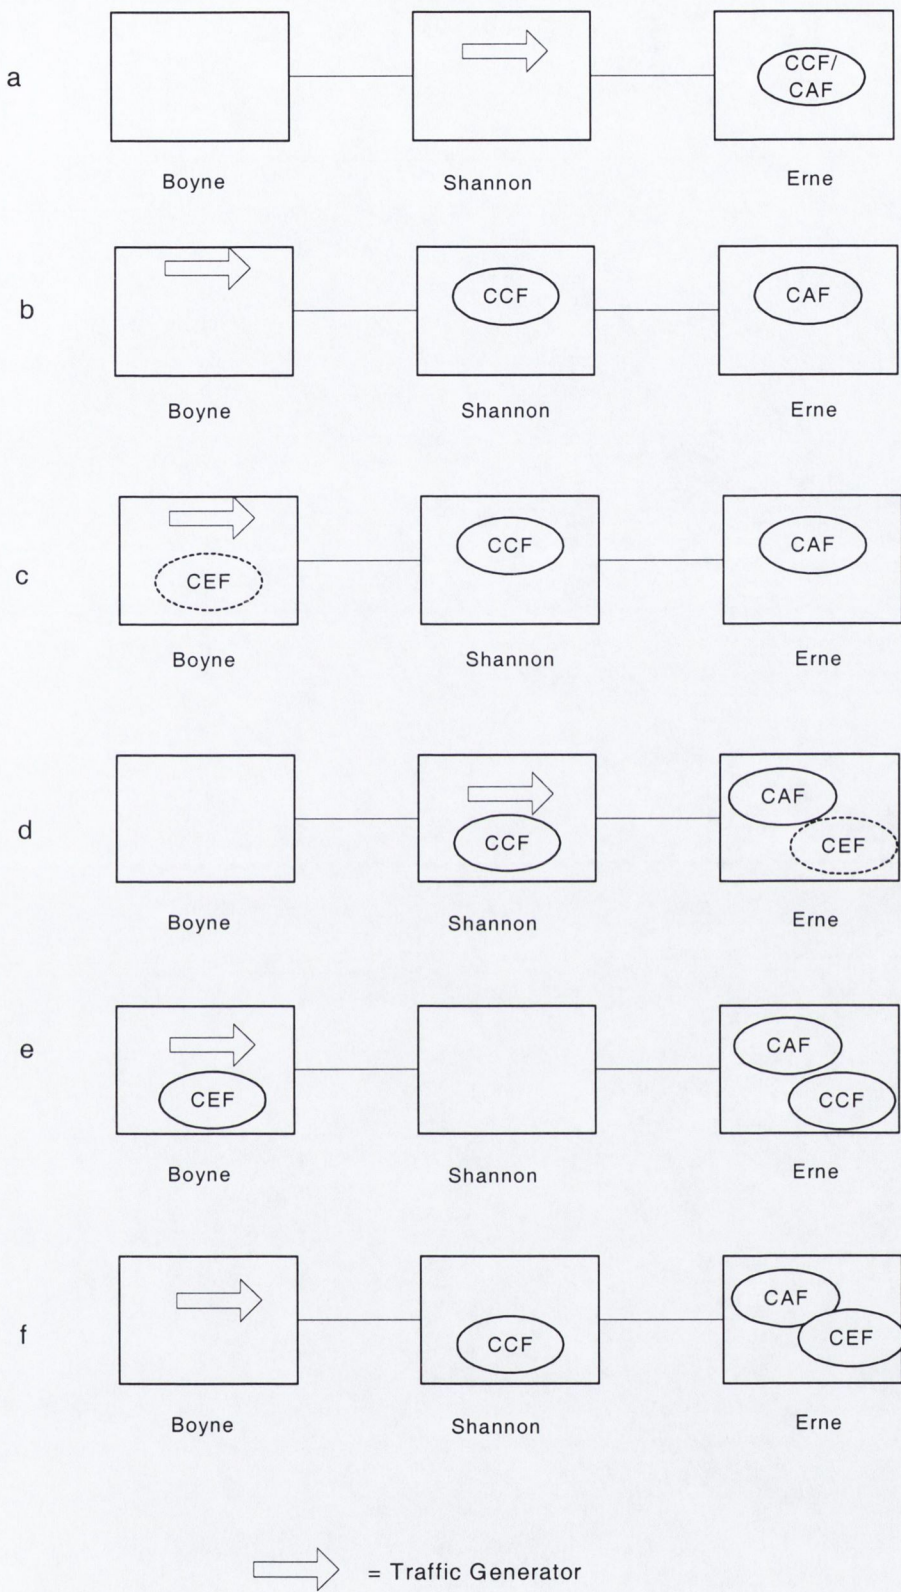 a
CCF/
CAF
Boyne
Shannon
Erne
b
CCF
CAF
Boyne
Shannon
Erne
c
CEF
CCF
CAF
Boyne
Shannon
Erne
d
CCF
CAF
CEF
Boyne
Shannon
Erne
e
CEF
CAF
CCF
Boyne
Shannon
Erne
f
CCF
CAF
CEF
Boyne
Shannon
Erne
= Traffic Generator